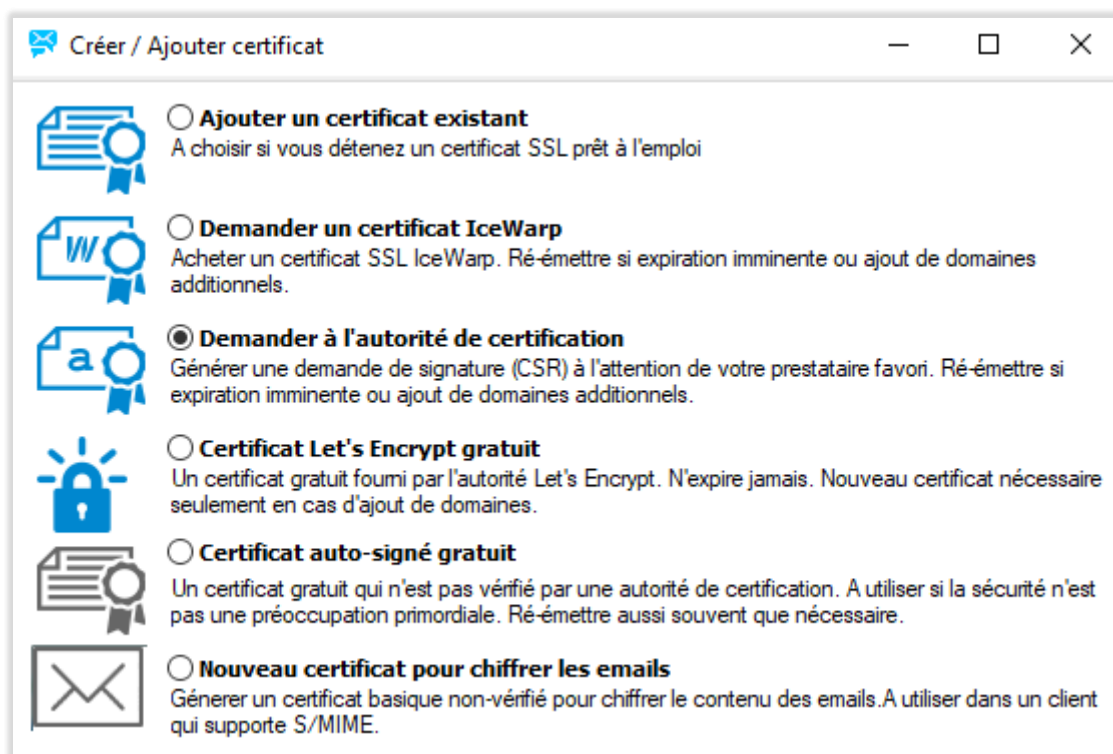 Créer / Ajouter certificat
Ajouter un certificat existant
A choisir si vous détenez un certificat SSL prêt à l'emploi
W
Demander un certificat IceWarp
Acheter un certificat SSL IceWarp. Ré-émettre si expiration imminente ou ajout de domaines
additionnels.
a
Demander à l'autorité de certification
Générer une demande de signature (CSR) à l'attention de votre prestataire favori. Ré-émettre si
expiration imminente ou ajout de domaines additionnels.
Certificat Let's Encrypt gratuit
Un certificat gratuit fourni par l'autorité Let's Encrypt. N'expire jamais. Nouveau certificat nécessaire
seulement en cas d'ajout de domaines.
Certificat auto-signé gratuit
Un certificat gratuit qui n'est pas vérifié par une autorité de certification. A utiliser si la sécurité n'est
pas une préoccupation primordiale. Ré-émettre aussi souvent que nécessaire.
Nouveau certificat pour chiffrer les emails
Génerer un certificat basique non-vérifié pour chiffrer le contenu des emails.A utiliser dans un client
qui supporte S/MIME.